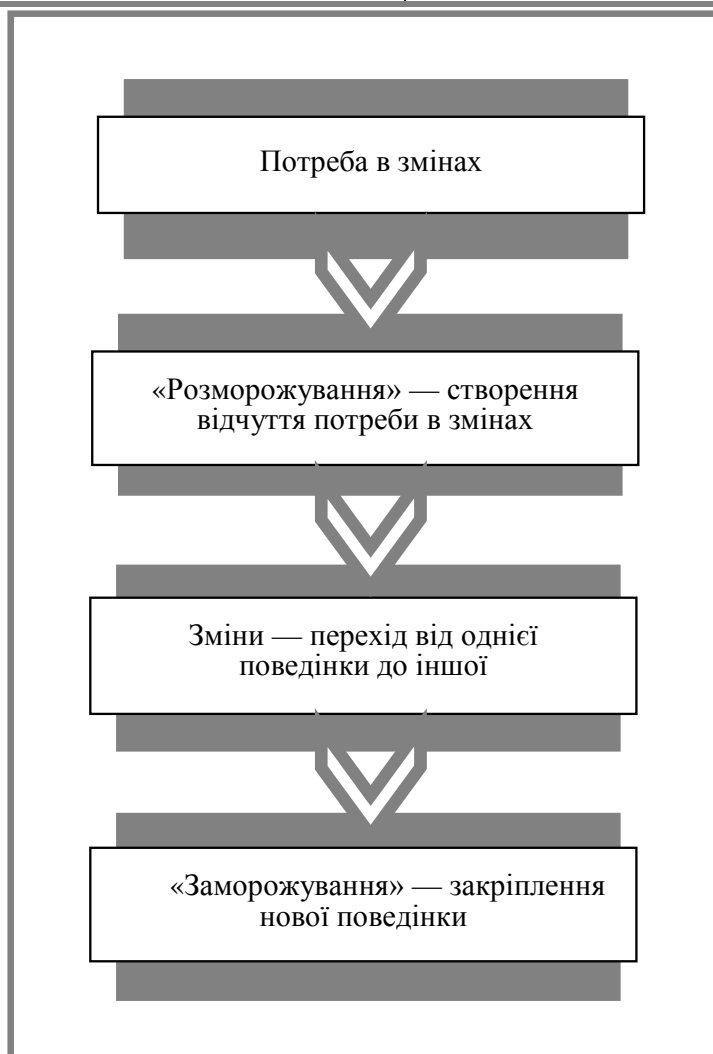 Потреба в змінах
«Розморожування» — створення
відчуття потреби в змінах
Зміни — перехід від однієї
поведінки до іншої
«Заморожування» — закріплення
нової поведінки